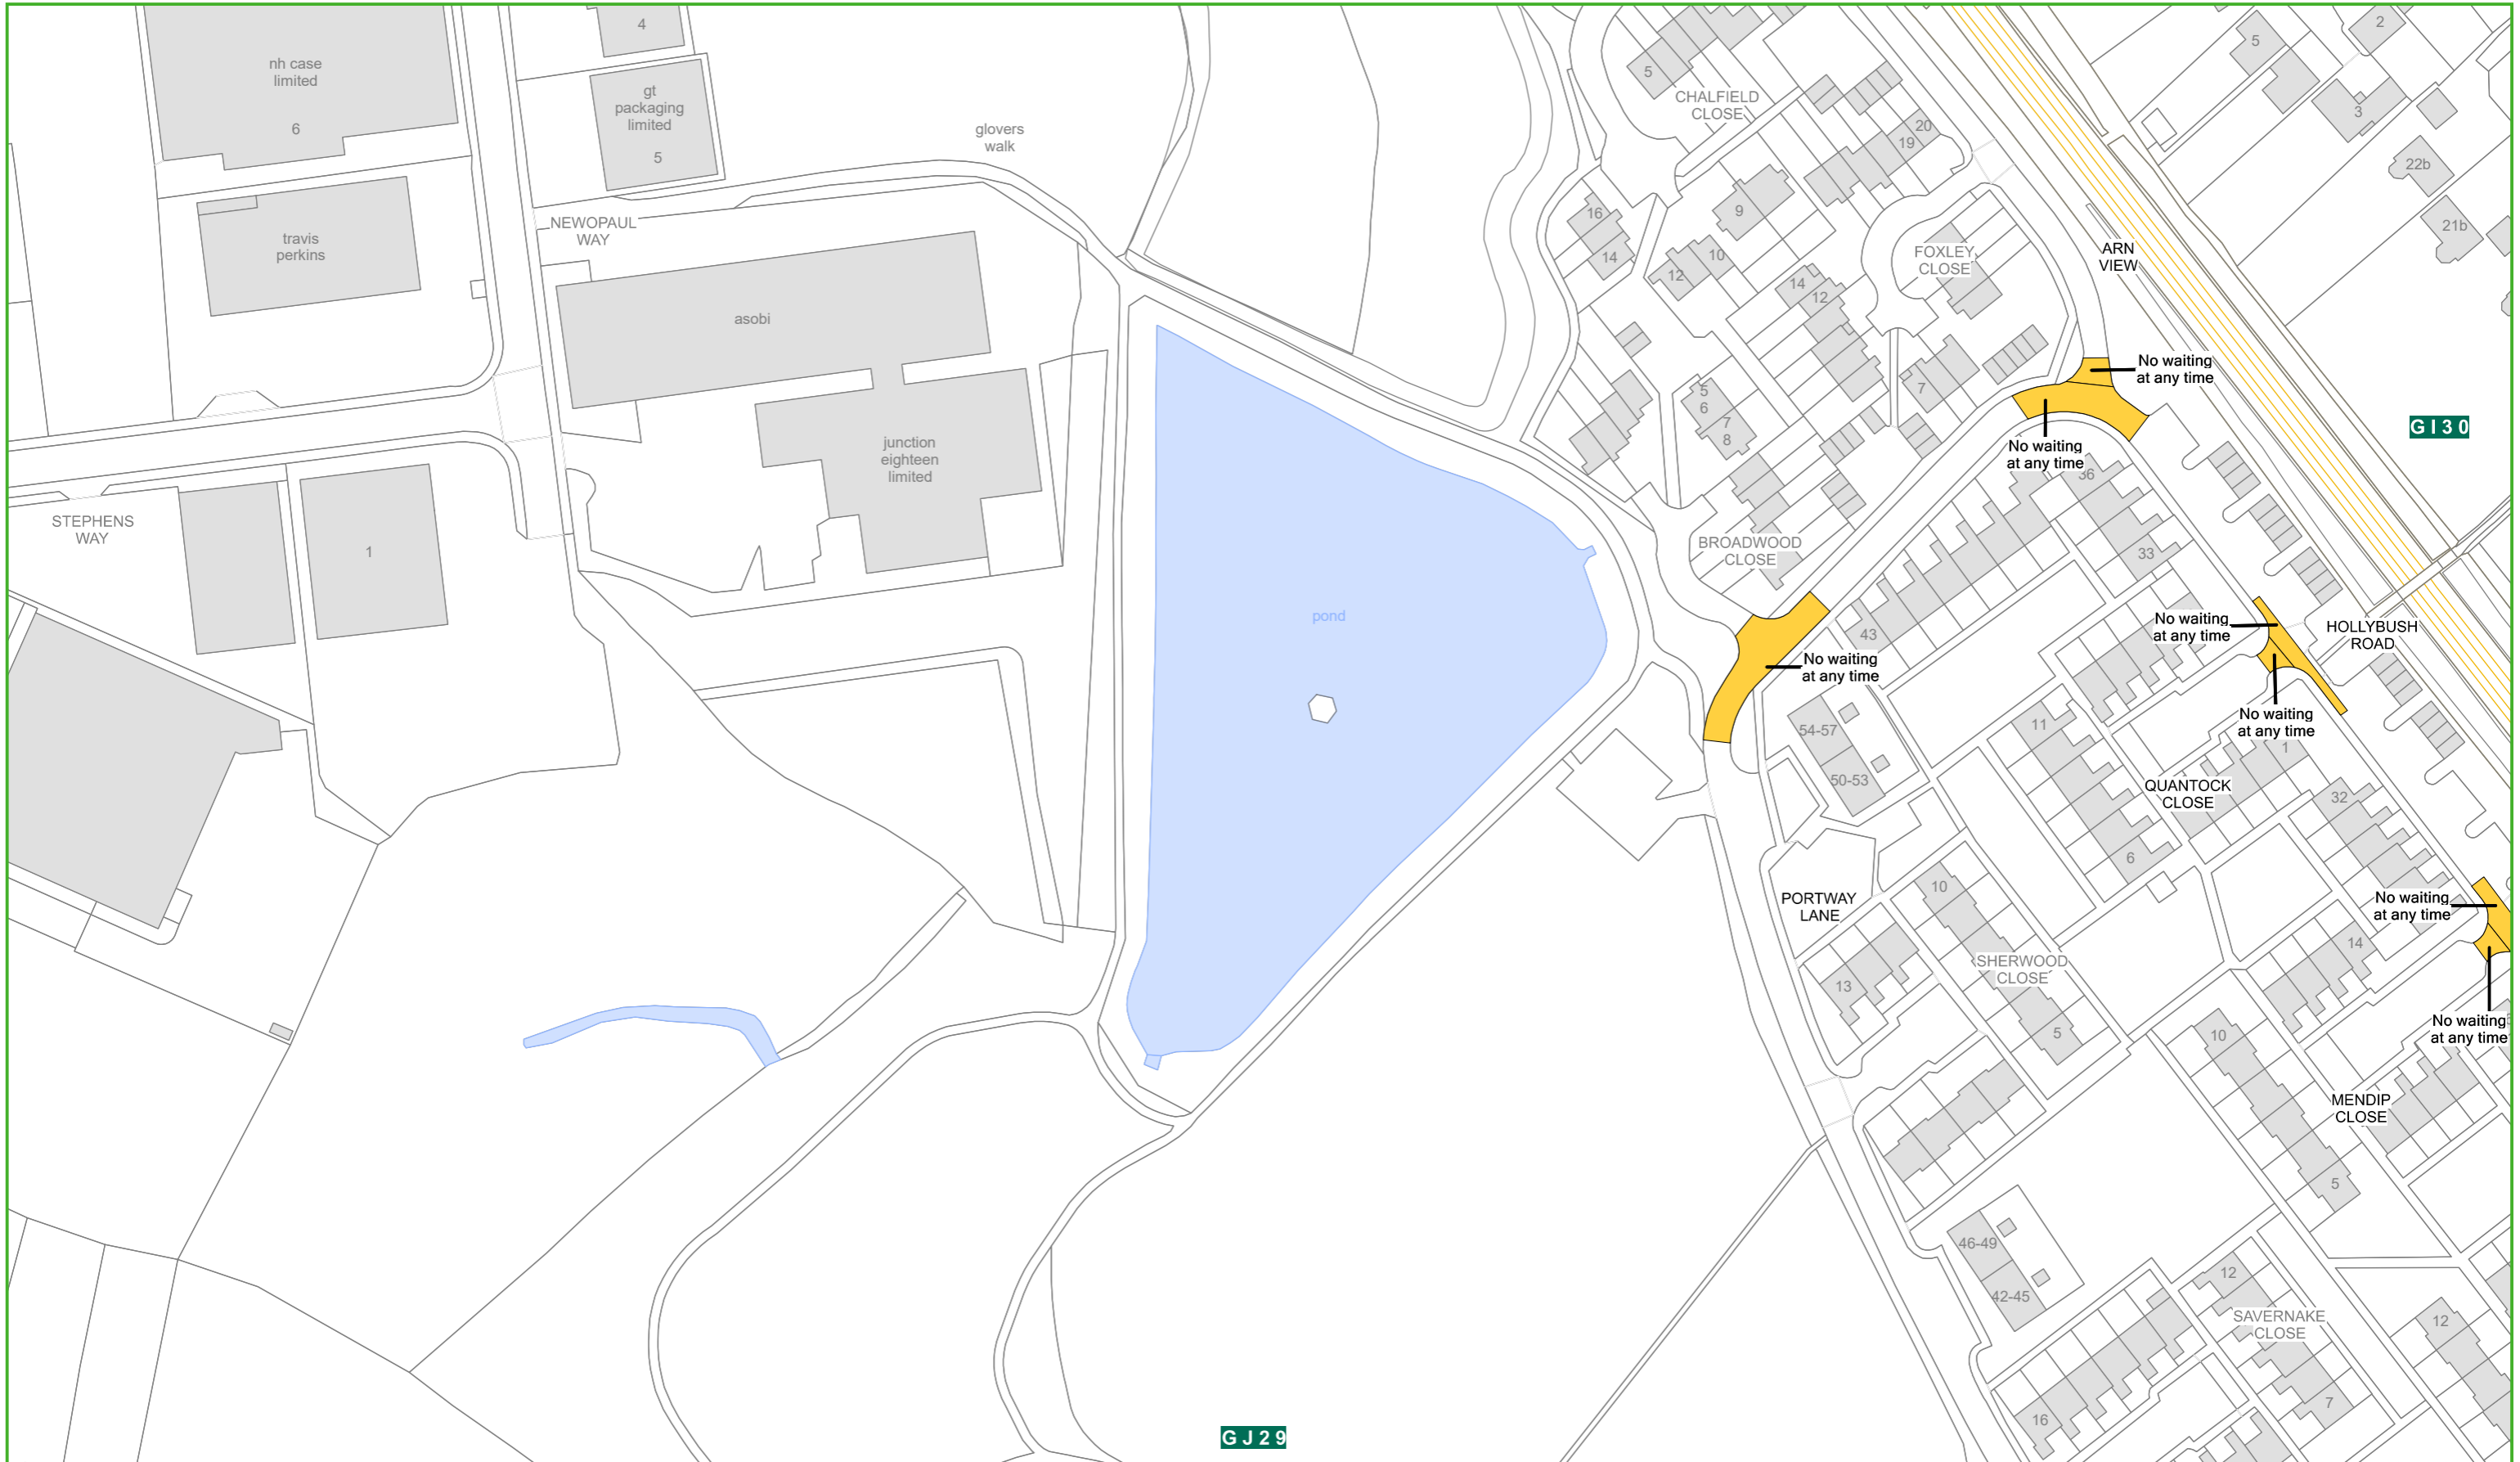 nh case
limited
6
4
gt
packaging
limited
5
travis
perkins
NEWOPAUL
WAY
glovers
walk
asobi
junction
eighteen
limited
STEPHENS
WAY
1
pond
5
CHALFIELD
CLOSE
20
19
16
14
9
10
12
14
12
FOXLEY
CLOSE
5
6
7
8
7
BROADWOOD
CLOSE
ARN
VIEW
5
2
3
22b
21b
No waiting
at any time
No waiting
at any time
GI30
36
33
43
No waiting
at any time
No waiting
at any time
HOLLYBUSH
ROAD
No waiting
at any time
54-57
50-53
11
6
1
QUANTOCK
CLOSE
32
PORTWAY
LANE
10
13
SHERWOOD
CLOSE
5
14
No waiting
at any time
No waiting
at any time
10
MENDIP
CLOSE
5
46-49
42-45
12
SAVERNAKE
CLOSE
12
7
16
GJ29